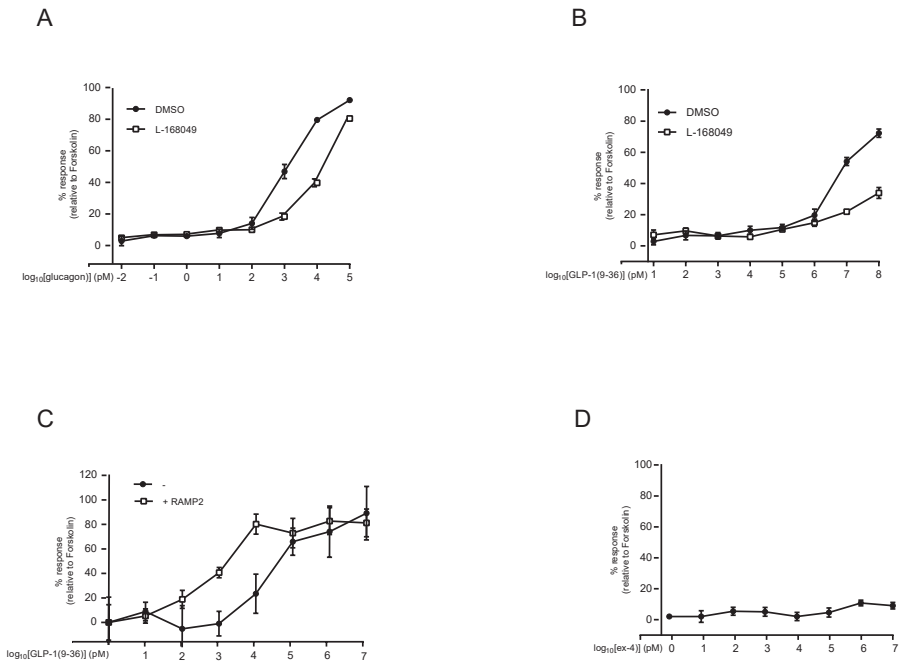 A
% response
(relative to Forskolin)
100
80
60
40
20
0
DMSO
L-168049
log10[glucagon)] (pM) -2 -1 0 1 2 3 4 5
B
% response
(relative to Forskolin)
100
80
60
40
20
0
DMSO
L-168049
log10[GLP-1(9-36)] (pM) 1 2 3 4 5 6 7 8
C
% response
(relative to Forskolin)
120
100
80
60
40
20
0
-
+ RAMP2
log10[GLP-1(9-36)] (pM) 1 2 3 4 5 6 7
D
% response
(relative to Forskolin)
100
80
60
40
20
0
log10[ex-4)] (pM) 0 1 2 3 4 5 6 7